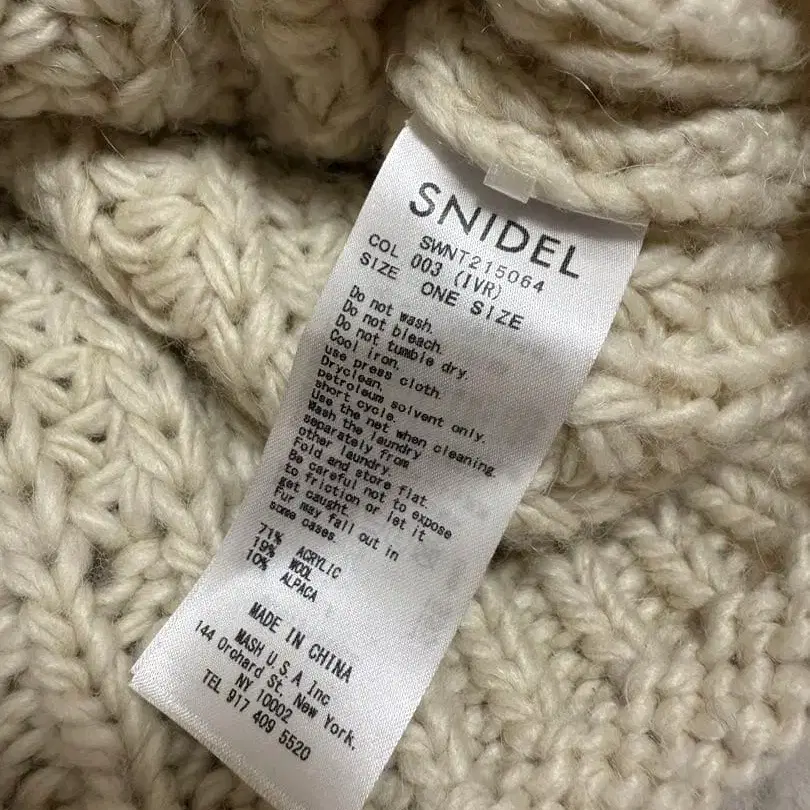 SNIDEL
SWNT215064
COL 003 (IVR)
SIZE ONE SIZE
Do not wash.
Do not bleach.
Do not tumble dry.
Cool iron.
use press cloth.
Dryclean.
petroleum solvent only.
short cycle.
Use the net when cleaning.
Wash the laundry
separately from
other laundry.
Fold and store flat.
Be careful not to expose
to friction or let it
get caught.
Fur may fall out in
some cases.
71% ACRYLIC
19% WOOL
10% ALPACA
MADE IN CHINA
MASH U.S.A Inc
144 Orchard St. New York.
NY 10002
TEL 917 409 5520